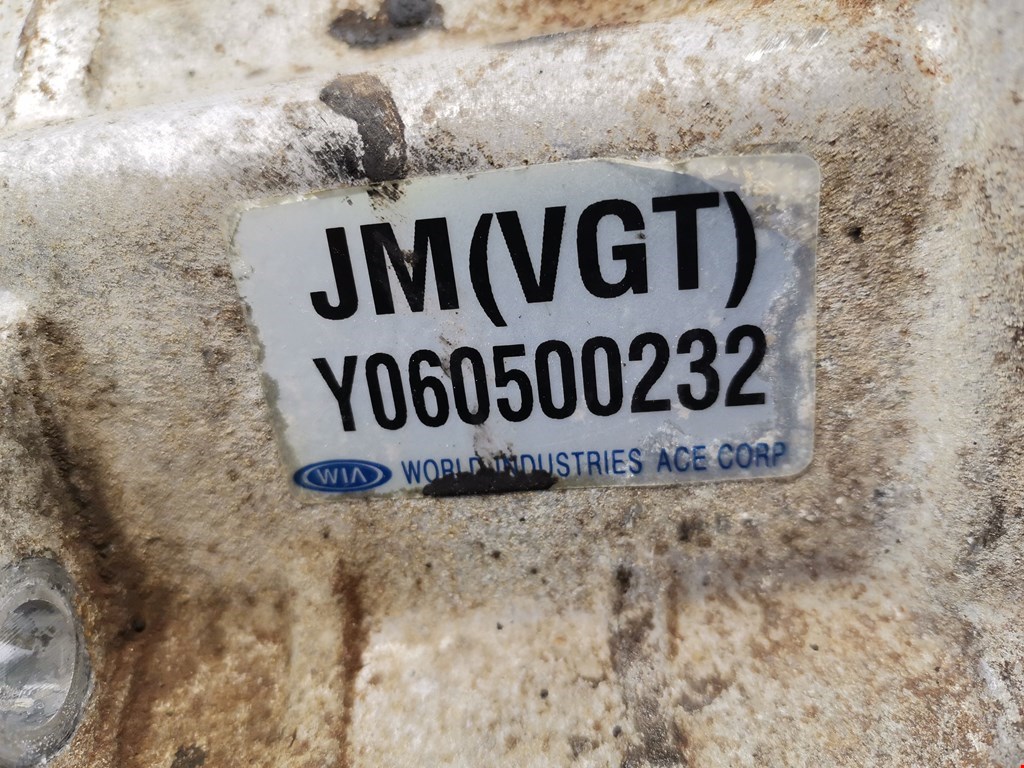 JM(VGT)
Y060500232
WIA WORLD INDUSTRIES ACE CORP